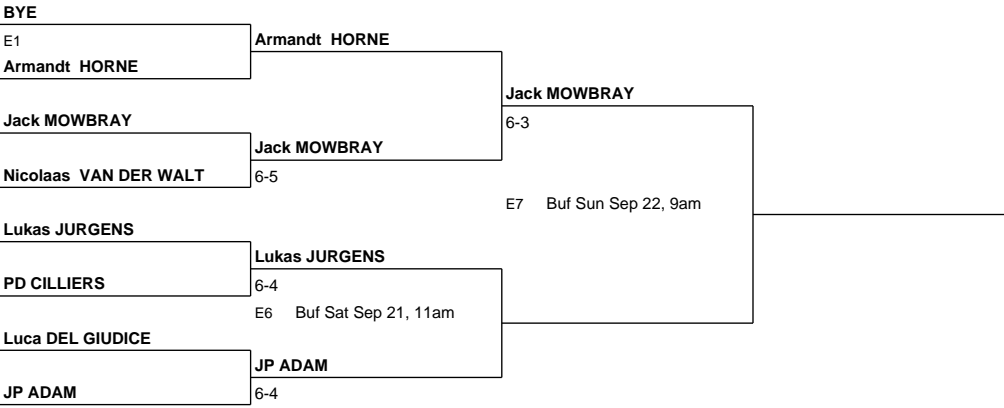 BYE
E1
Armandt HORNE
Armandt HORNE
Jack MOWBRAY
Jack MOWBRAY
6-3
Jack MOWBRAY
Nicolaas VAN DER WALT
6-5
E7 Buf Sun Sep 22, 9am
Lukas JURGENS
Lukas JURGENS
PD CILLIERS
6-4
E6 Buf Sat Sep 21, 11am
Luca DEL GIUDICE
JP ADAM
JP ADAM
6-4